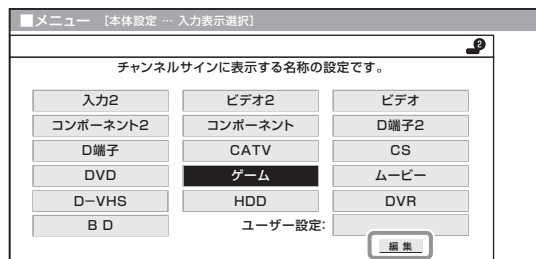 ■メニュー [本体設定 … 入力表示選択]
2
チャンネルサインに表示する名称の設定です。
入力2 ビデオ2 ビデオ
コンポーネント2 コンポーネント D端子2
D端子 CATV CS
DVD ゲーム ムービー
D-VHS HDD DVR
BD ユーザー設定:
編集